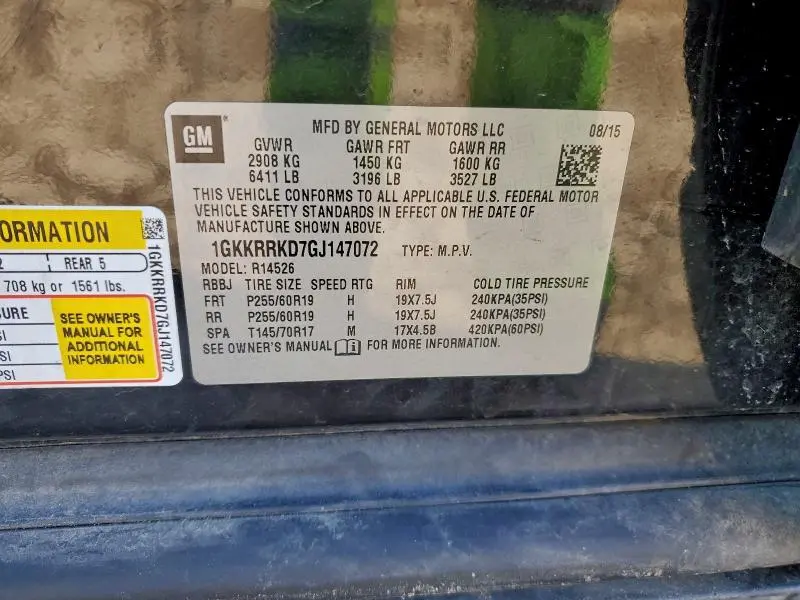 GM
MFD BY GENERAL MOTORS LLC 08/15
GVWR GAWR FRT GAWR RR
2908 KG 1450 KG 1600 KG
6411 LB 3196 LB 3527 LB
THIS VEHICLE CONFORMS TO ALL APPLICABLE U.S. FEDERAL MOTOR
VEHICLE SAFETY STANDARDS IN EFFECT ON THE DATE OF
MANUFACTURE SHOWN ABOVE.
1GKKRRKD7GJ147072 TYPE: M.P.V.
MODEL: R14526
RBBJ TIRE SIZE SPEED RTG RIM COLD TIRE PRESSURE
FRT P255/60R19 H 19X7.5J 240KPA(35PSI)
RR P255/60R19 H 19X7.5J 240KPA(35PSI)
SPA T145/70R17 M 17X4.5B 420KPA(60PSI)
SEE OWNER'S MANUAL i FOR MORE INFORMATION.
ORMATION
2 REAR 5
708 kg or 1561 lbs.
SURE
SI
SI
PSI
SEE OWNER'S
MANUAL FOR
ADDITIONAL
INFORMATION
1GKKRRKD7GJ147072